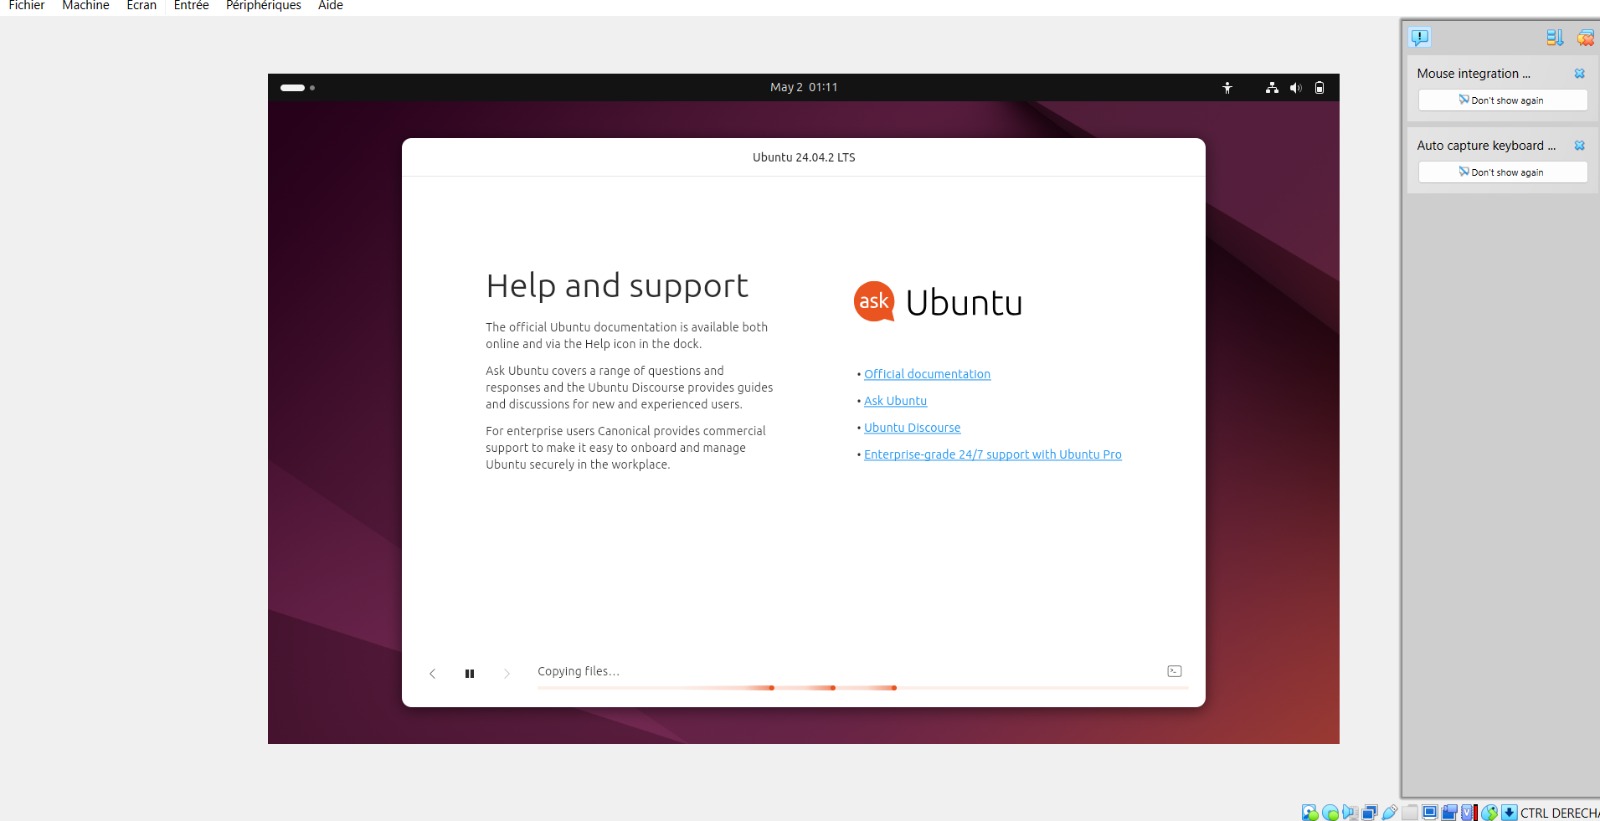 Fichier Machine Écran Entrée Périphériques Aide
May 2 01:11
Ubuntu 24.04.2 LTS
Help and support
The official Ubuntu documentation is available both
online and via the Help icon in the dock.
Ask Ubuntu covers a range of questions and
responses and the Ubuntu Discourse provides guides
and discussions for new and experienced users.
For enterprise users Canonical provides commercial
support to make it easy to onboard and manage
Ubuntu securely in the workplace.
ask Ubuntu
• Official documentation
• Ask Ubuntu
• Ubuntu Discourse
• Enterprise-grade 24/7 support with Ubuntu Pro
Copying files...
Mouse integration ...
Don't show again
Auto capture keyboard ...
Don't show again
CTRL DERECHA